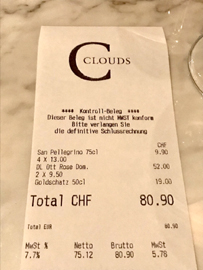 C
CLOUDS
**** Kontroll-Beleg ****
Dieser Beleg ist nicht MWST konform
Bitte verlangen Sie
die definitive Schlussrechnung
CHF
San Pellegrino 75cl 9.90
4 X 13.00
DL Ott Rose Dom. 52.00
2 X 9.50
Goldschatz 50cl 19.00
Total CHF 80.90
Total EUR 80.90
MwSt % Netto Brutto MwSt
7.7% 75.12 80.90 5.78